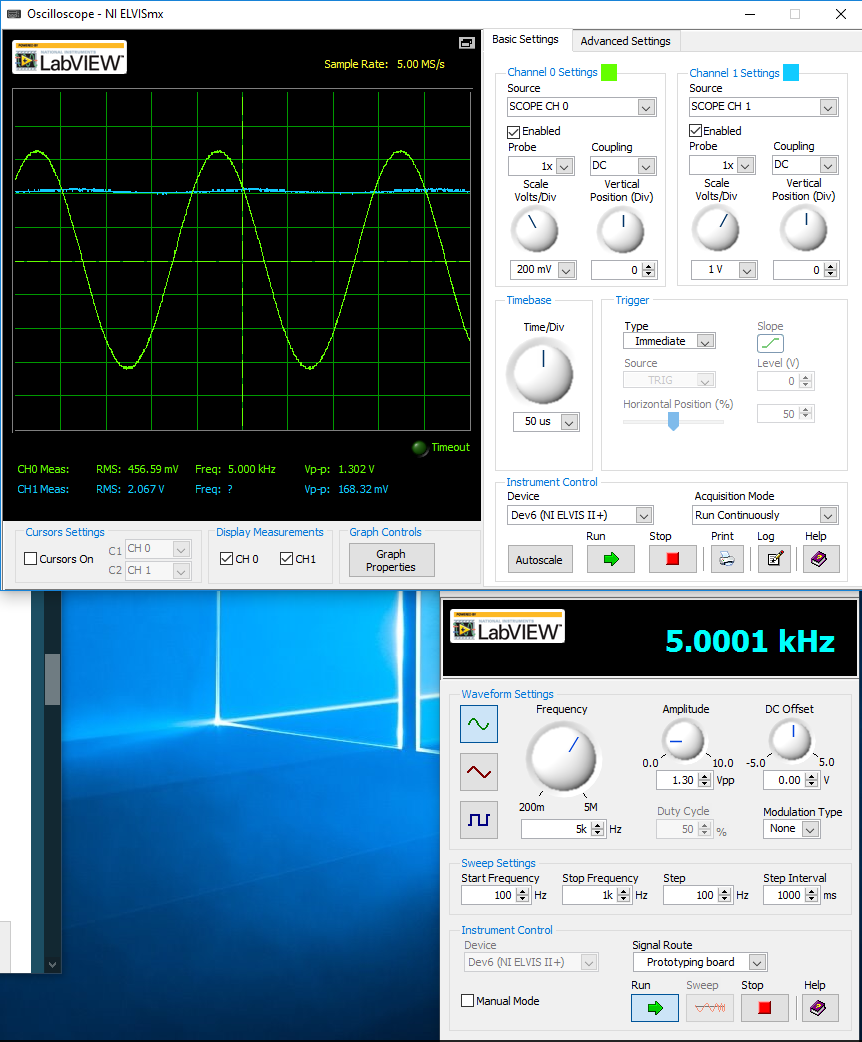 Oscilloscope - NI ELVISmx
POWERED BY
NATIONAL INSTRUMENTS
LabVIEW™
Sample Rate: 5.00 MS/s
Timeout
CH0 Meas: RMS: 456.59 mV Freq: 5.000 kHz Vp-p: 1.302 V
CH1 Meas: RMS: 2.067 V Freq: ? Vp-p: 168.32 mV
Cursors Settings
Cursors On
C1 CH 0
C2 CH 1
Display Measurements
CH 0 CH1
Graph Controls
Graph
Properties
Basic Settings Advanced Settings
Channel 0 Settings
Source
SCOPE CH 0
Enabled
Probe Coupling
1x DC
Scale Vertical
Volts/Div Position (Div)
200 mV 0
Channel 1 Settings
Source
SCOPE CH 1
Enabled
Probe Coupling
1x DC
Scale Vertical
Volts/Div Position (Div)
1 V 0
Timebase
Time/Div
50 us
Trigger
Type Slope
Immediate
Source Level (V)
TRIG 0
Horizontal Position (%)
50
Instrument Control
Device Acquisition Mode
Dev6 (NI ELVIS II+) Run Continuously
Run Stop Print Log Help
Autoscale
POWERED BY
NATIONAL INSTRUMENTS
LabVIEW™
5.0001 kHz
Waveform Settings
Frequency Amplitude DC Offset
0.0 10.0 -5.0 5.0
1.30 Vpp 0.00 V
200m 5M
5k Hz
Duty Cycle Modulation Type
50 % None
Sweep Settings
Start Frequency Stop Frequency Step Step Interval
100 Hz 1k Hz 100 Hz 1000 ms
Instrument Control
Device Signal Route
Dev6 (NI ELVIS II+) Prototyping board
Run Sweep Stop Help
Manual Mode